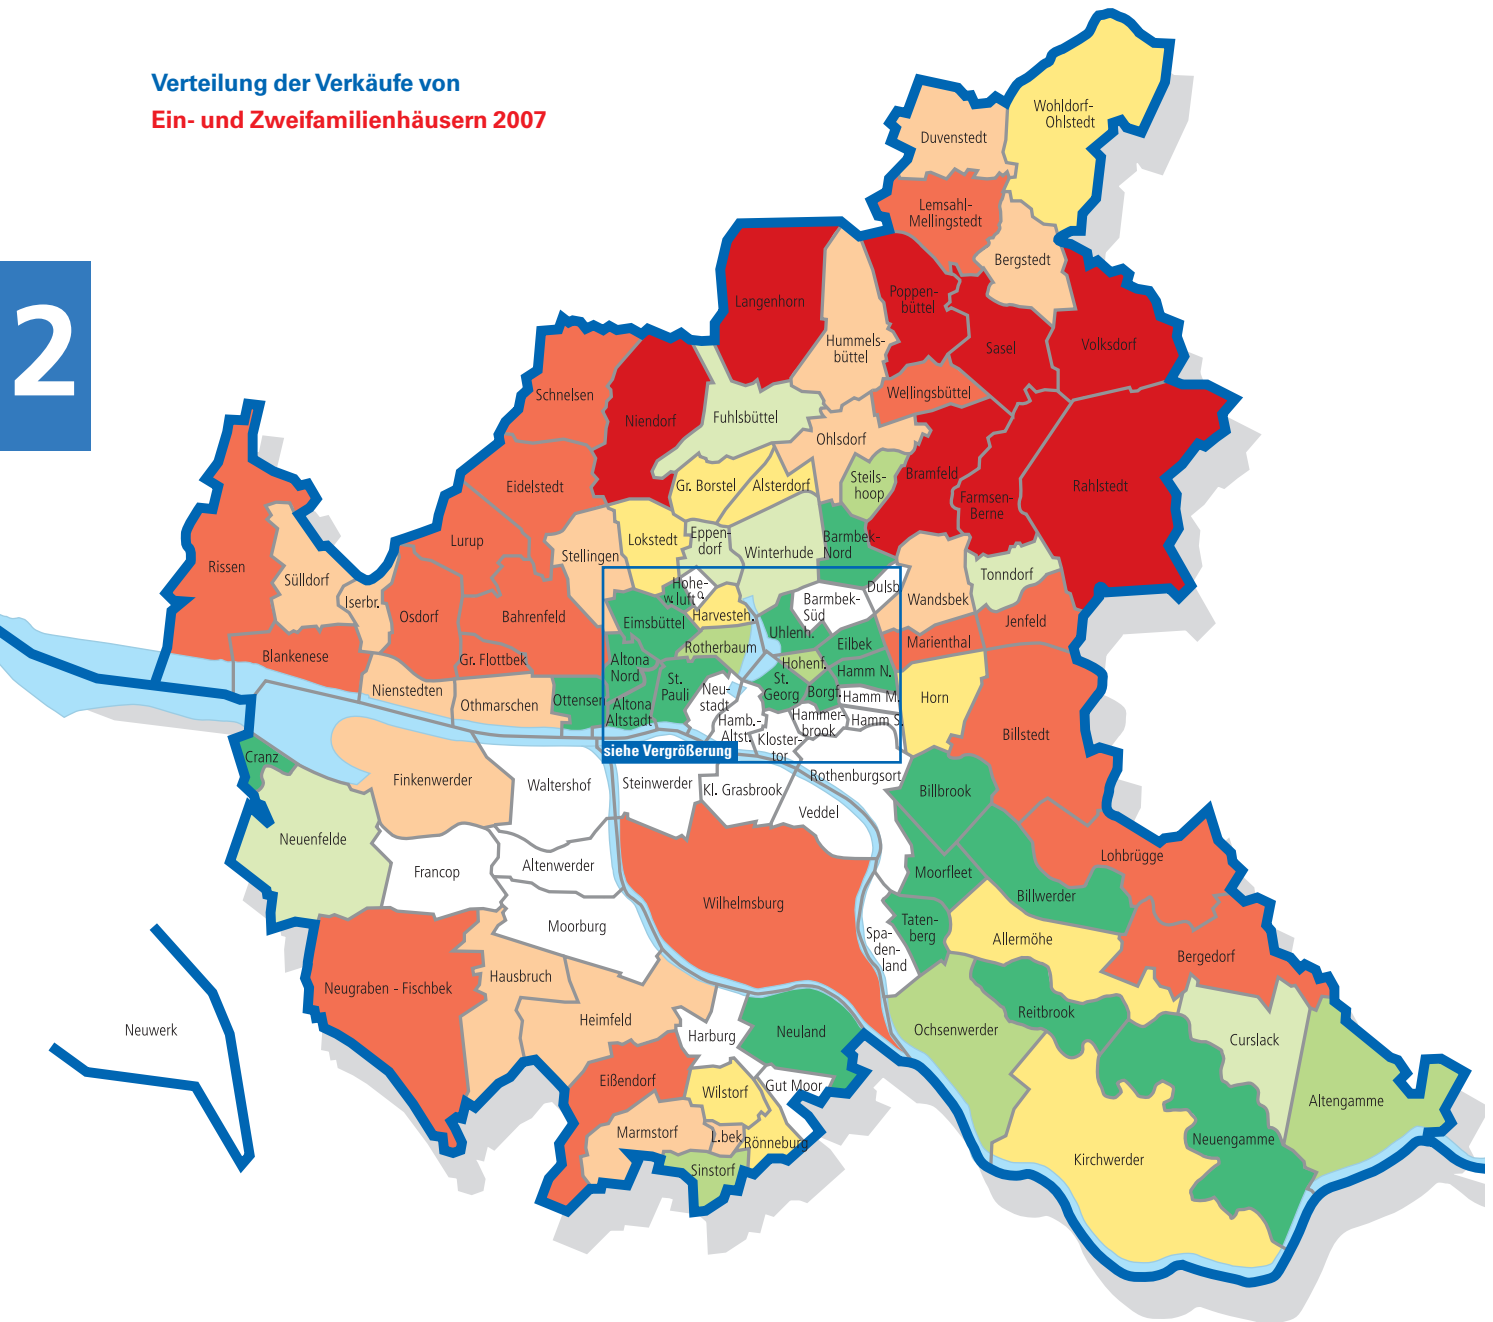 Verteilung der Verkäufe von
Ein- und Zweifamilienhäusern 2007
2
Wohldorf-
Ohlstedt
Duvenstedt
Lemsahl-
Mellingstedt
Bergstedt
Langenhorn
Poppen-
büttel
Hummels-
büttel
Sasel
Volksdorf
Schnelsen
Niendorf
Fuhlsbüttel
Wellingsbüttel
Ohlsdorf
Eidelstedt
Gr. Borstel
Alsterdorf
Steils-
hoop
Bramfeld
Farmsen-
Berne
Rahlstedt
Lurup
Stellingen
Lokstedt
Eppen-
dorf
Winterhude
Barmbek-
Nord
Rissen
Sülldorf
Iserbr.
Osdorf
Bahrenfeld
Hohe-
w.luft o.
Harvesteh.
Barmbek-
Süd
Dulsb.
Wandsbek
Tonndorf
Jenfeld
Marienthal
Eimsbüttel
Rotherbaum
Uhlenh.
Eilbek
Blankenese
Gr. Flottbek
Nienstedten
Othmarschen
Ottensen
Altona
Nord
St.
Pauli
Altona
Altstadt
Neu-
stadt
Hohenf.
St.
Georg
Borgf.
Hamm N.
Hamm M.
Hamm S.
Hammer-
brook
Hamb.-
Altst.
Kloster-
tor
Horn
Billstedt
siehe Vergrößerung
Cranz
Finkenwerder
Waltershof
Steinwerder
Kl. Grasbrook
Rothenburgsort
Veddel
Billbrook
Neuenfelde
Francop
Altenwerder
Moorburg
Wilhelmsburg
Moorfleet
Billwerder
Lohbrügge
Taten-
berg
Spa-
den-
land
Allermöhe
Bergedorf
Neugraben - Fischbek
Hausbruch
Heimfeld
Harburg
Neuland
Ochsenwerder
Reitbrook
Curslack
Altengamme
Neuwerk
Eißendorf
Wilstorf
Gut Moor
Marmstorf
L.bek
Rönneburg
Sinstorf
Kirchwerder
Neuengamme